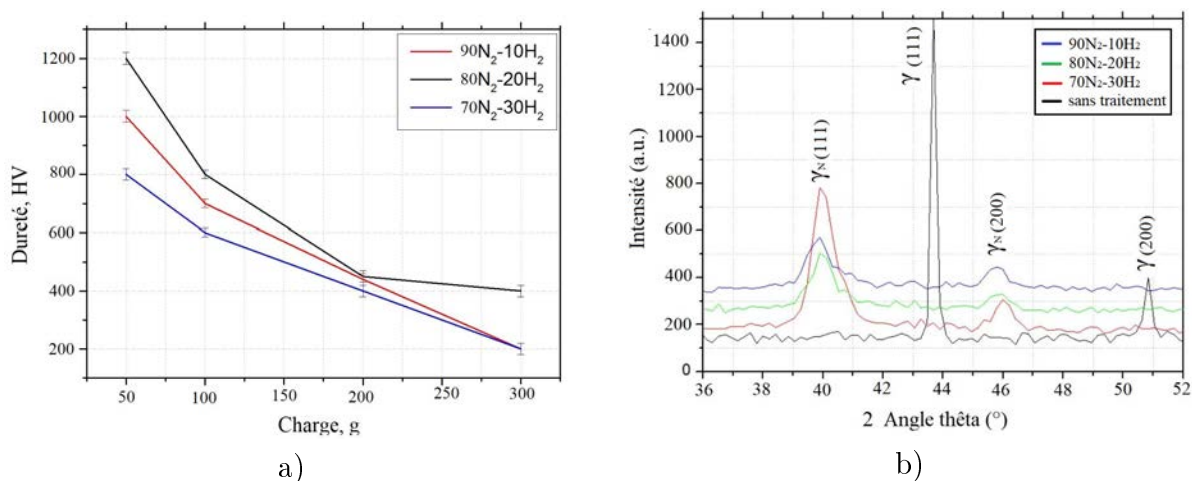 1200
1000
800
600
400
200
50
100
150
200
250
300
Dureté, HV
Charge, g
90N₂-10H₂
80N₂-20H₂
70N₂-30H₂
a)
1400
1200
1000
800
600
400
200
0
36
38
40
42
44
46
48
50
52
Intensité (a.u.)
2 Angle thêta (°)
γN (111)
γ (111)
γN (200)
γ (200)
90N₂-10H₂
80N₂-20H₂
70N₂-30H₂
sans traitement
b)